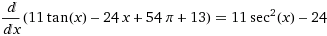 d/dx (11 tan(x) − 24 x + 54 π + 13) = 11 sec²(x) − 24